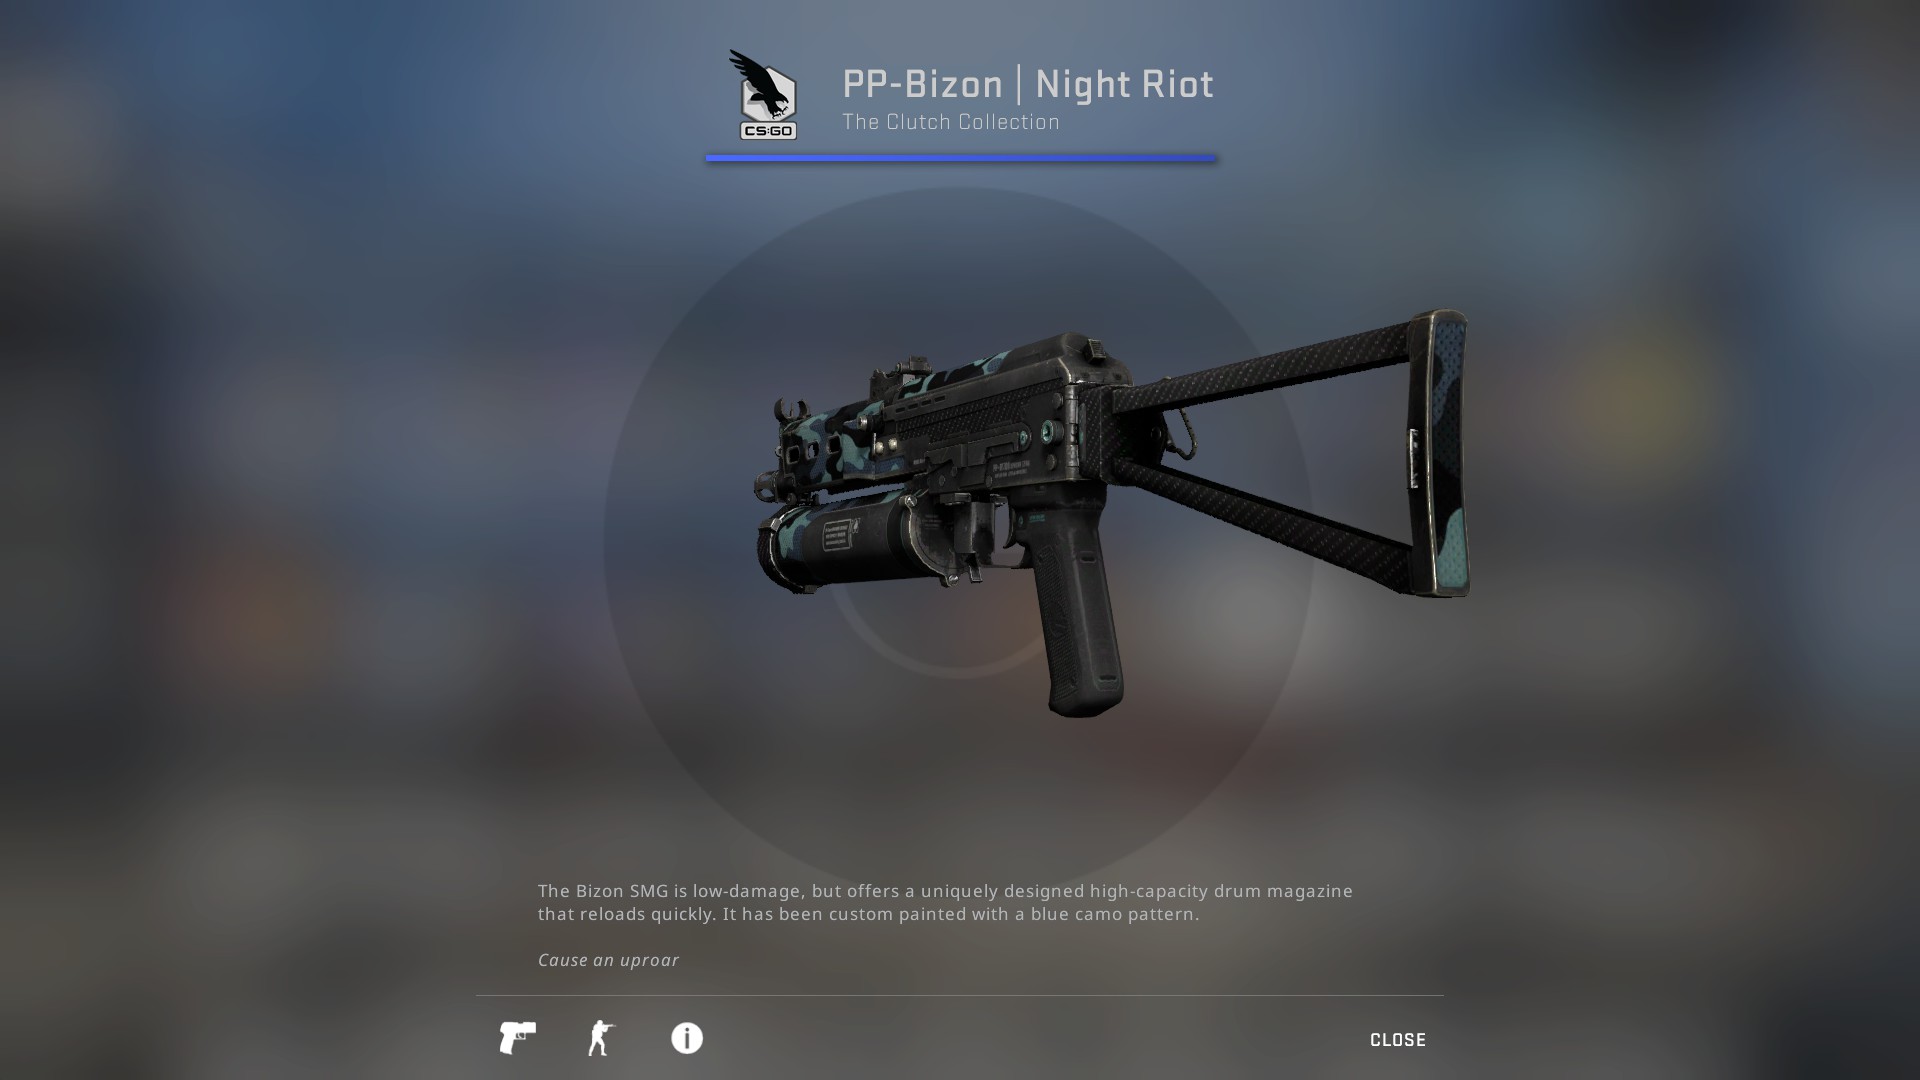 PP-Bizon | Night Riot
The Clutch Collection
CS:GO
The Bizon SMG is low-damage, but offers a uniquely designed high-capacity drum magazine
that reloads quickly. It has been custom painted with a blue camo pattern.
Cause an uproar
CLOSE